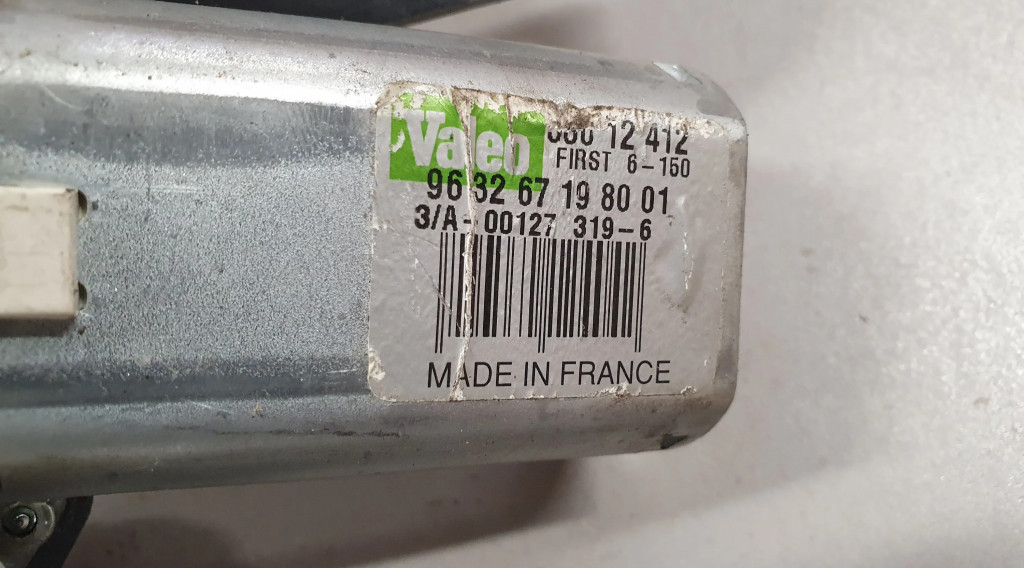 Valeo
12 412
FIRST 6-150
96 32 67 19 80 01
3/A-00127 319-6
MADE IN FRANCE